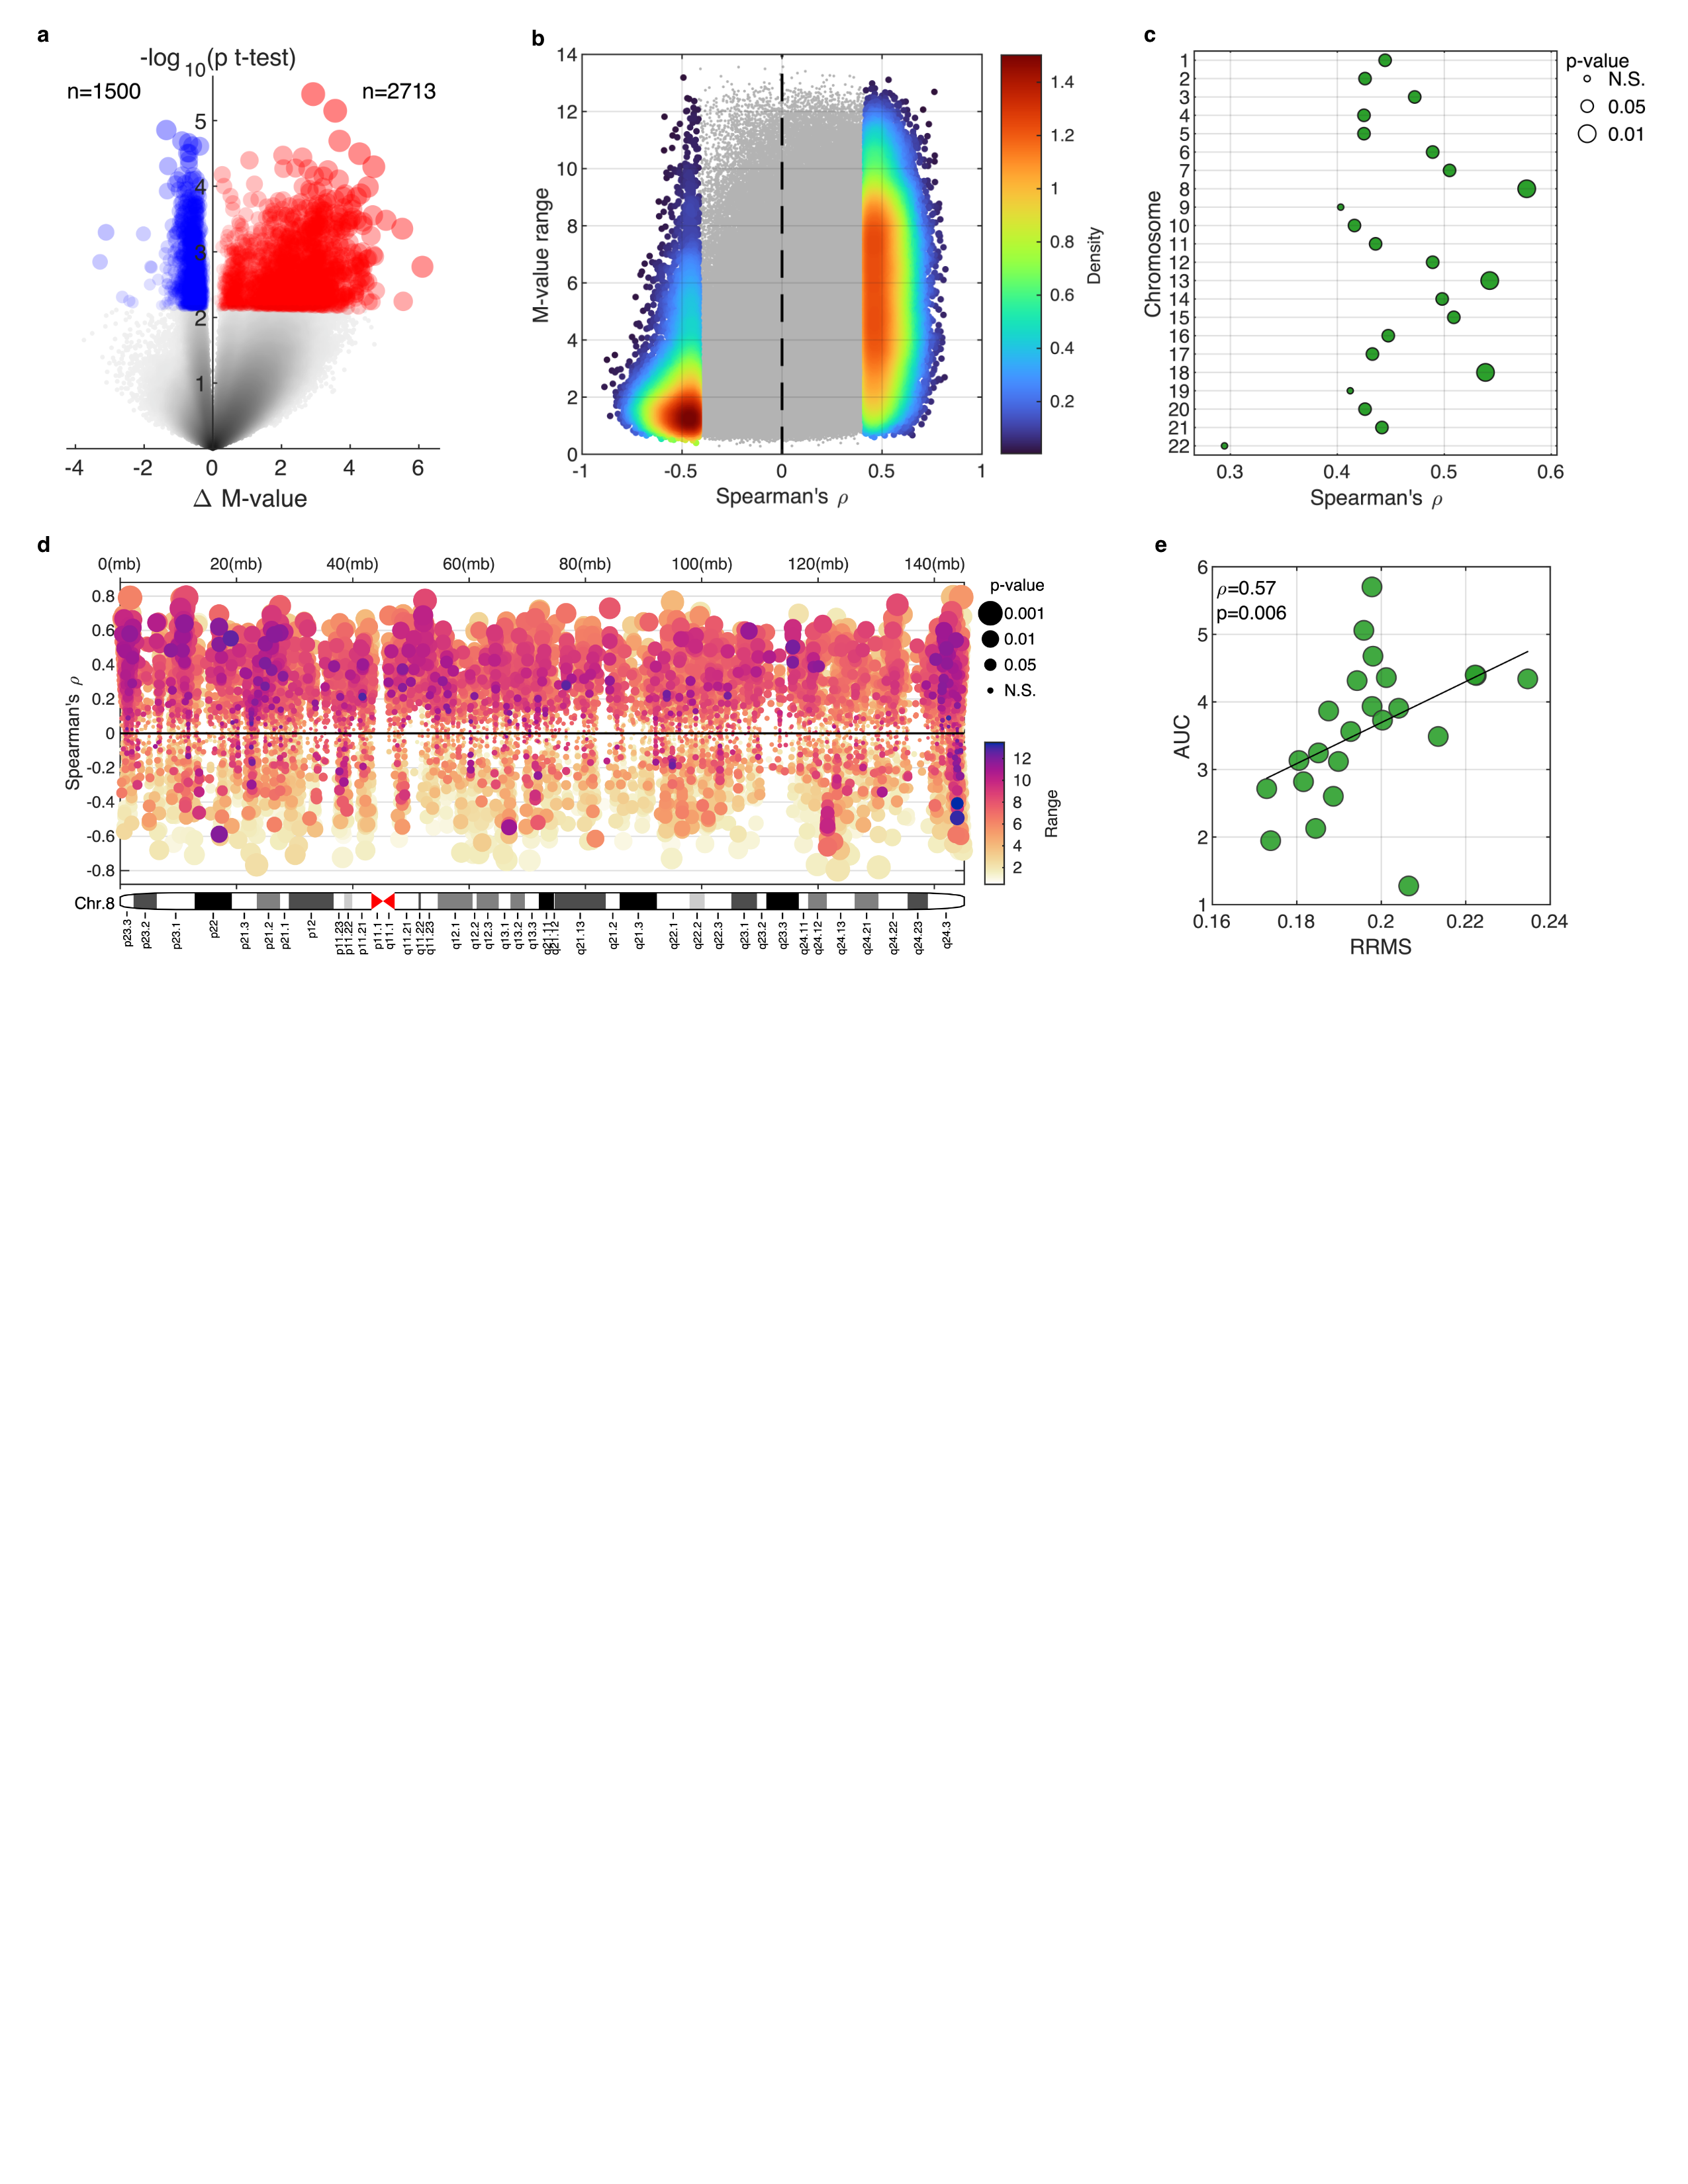 a
-log10(p t-test)
n=1500
n=2713
5
4
3
2
1
-4 -2 0 2 4 6
Δ M-value
b
14
12
10
8
6
4
2
0
M-value range
-1 -0.5 0 0.5 1
Spearman's ρ
1.4
1.2
1
0.8
0.6
0.4
0.2
Density
c
1
2
3
4
5
6
7
8
9
10
11
12
13
14
15
16
17
18
19
20
21
22
Chromosome
0.3 0.4 0.5 0.6
Spearman's ρ
p-value
N.S.
0.05
0.01
d
0(mb) 20(mb) 40(mb) 60(mb) 80(mb) 100(mb) 120(mb) 140(mb)
0.8
0.6
0.4
0.2
0
-0.2
-0.4
-0.6
-0.8
Spearman's ρ
p-value
0.001
0.01
0.05
N.S.
12
10
8
6
4
2
Range
Chr.8
p23.3 p23.2 p23.1 p22 p21.3 p21.2 p21.1 p12 p11.23 p11.22 p11.21 p11.1 q11.1 q11.21 q11.22 q11.23 q12.1 q12.2 q12.3 q13.1 q13.2 q13.3 q21.11 q21.12 q21.13 q21.2 q21.3 q22.1 q22.2 q22.3 q23.1 q23.2 q23.3 q24.11 q24.12 q24.13 q24.21 q24.22 q24.23 q24.3
e
ρ=0.57
p=0.006
6
5
4
3
2
1
AUC
0.16 0.18 0.2 0.22 0.24
RRMS